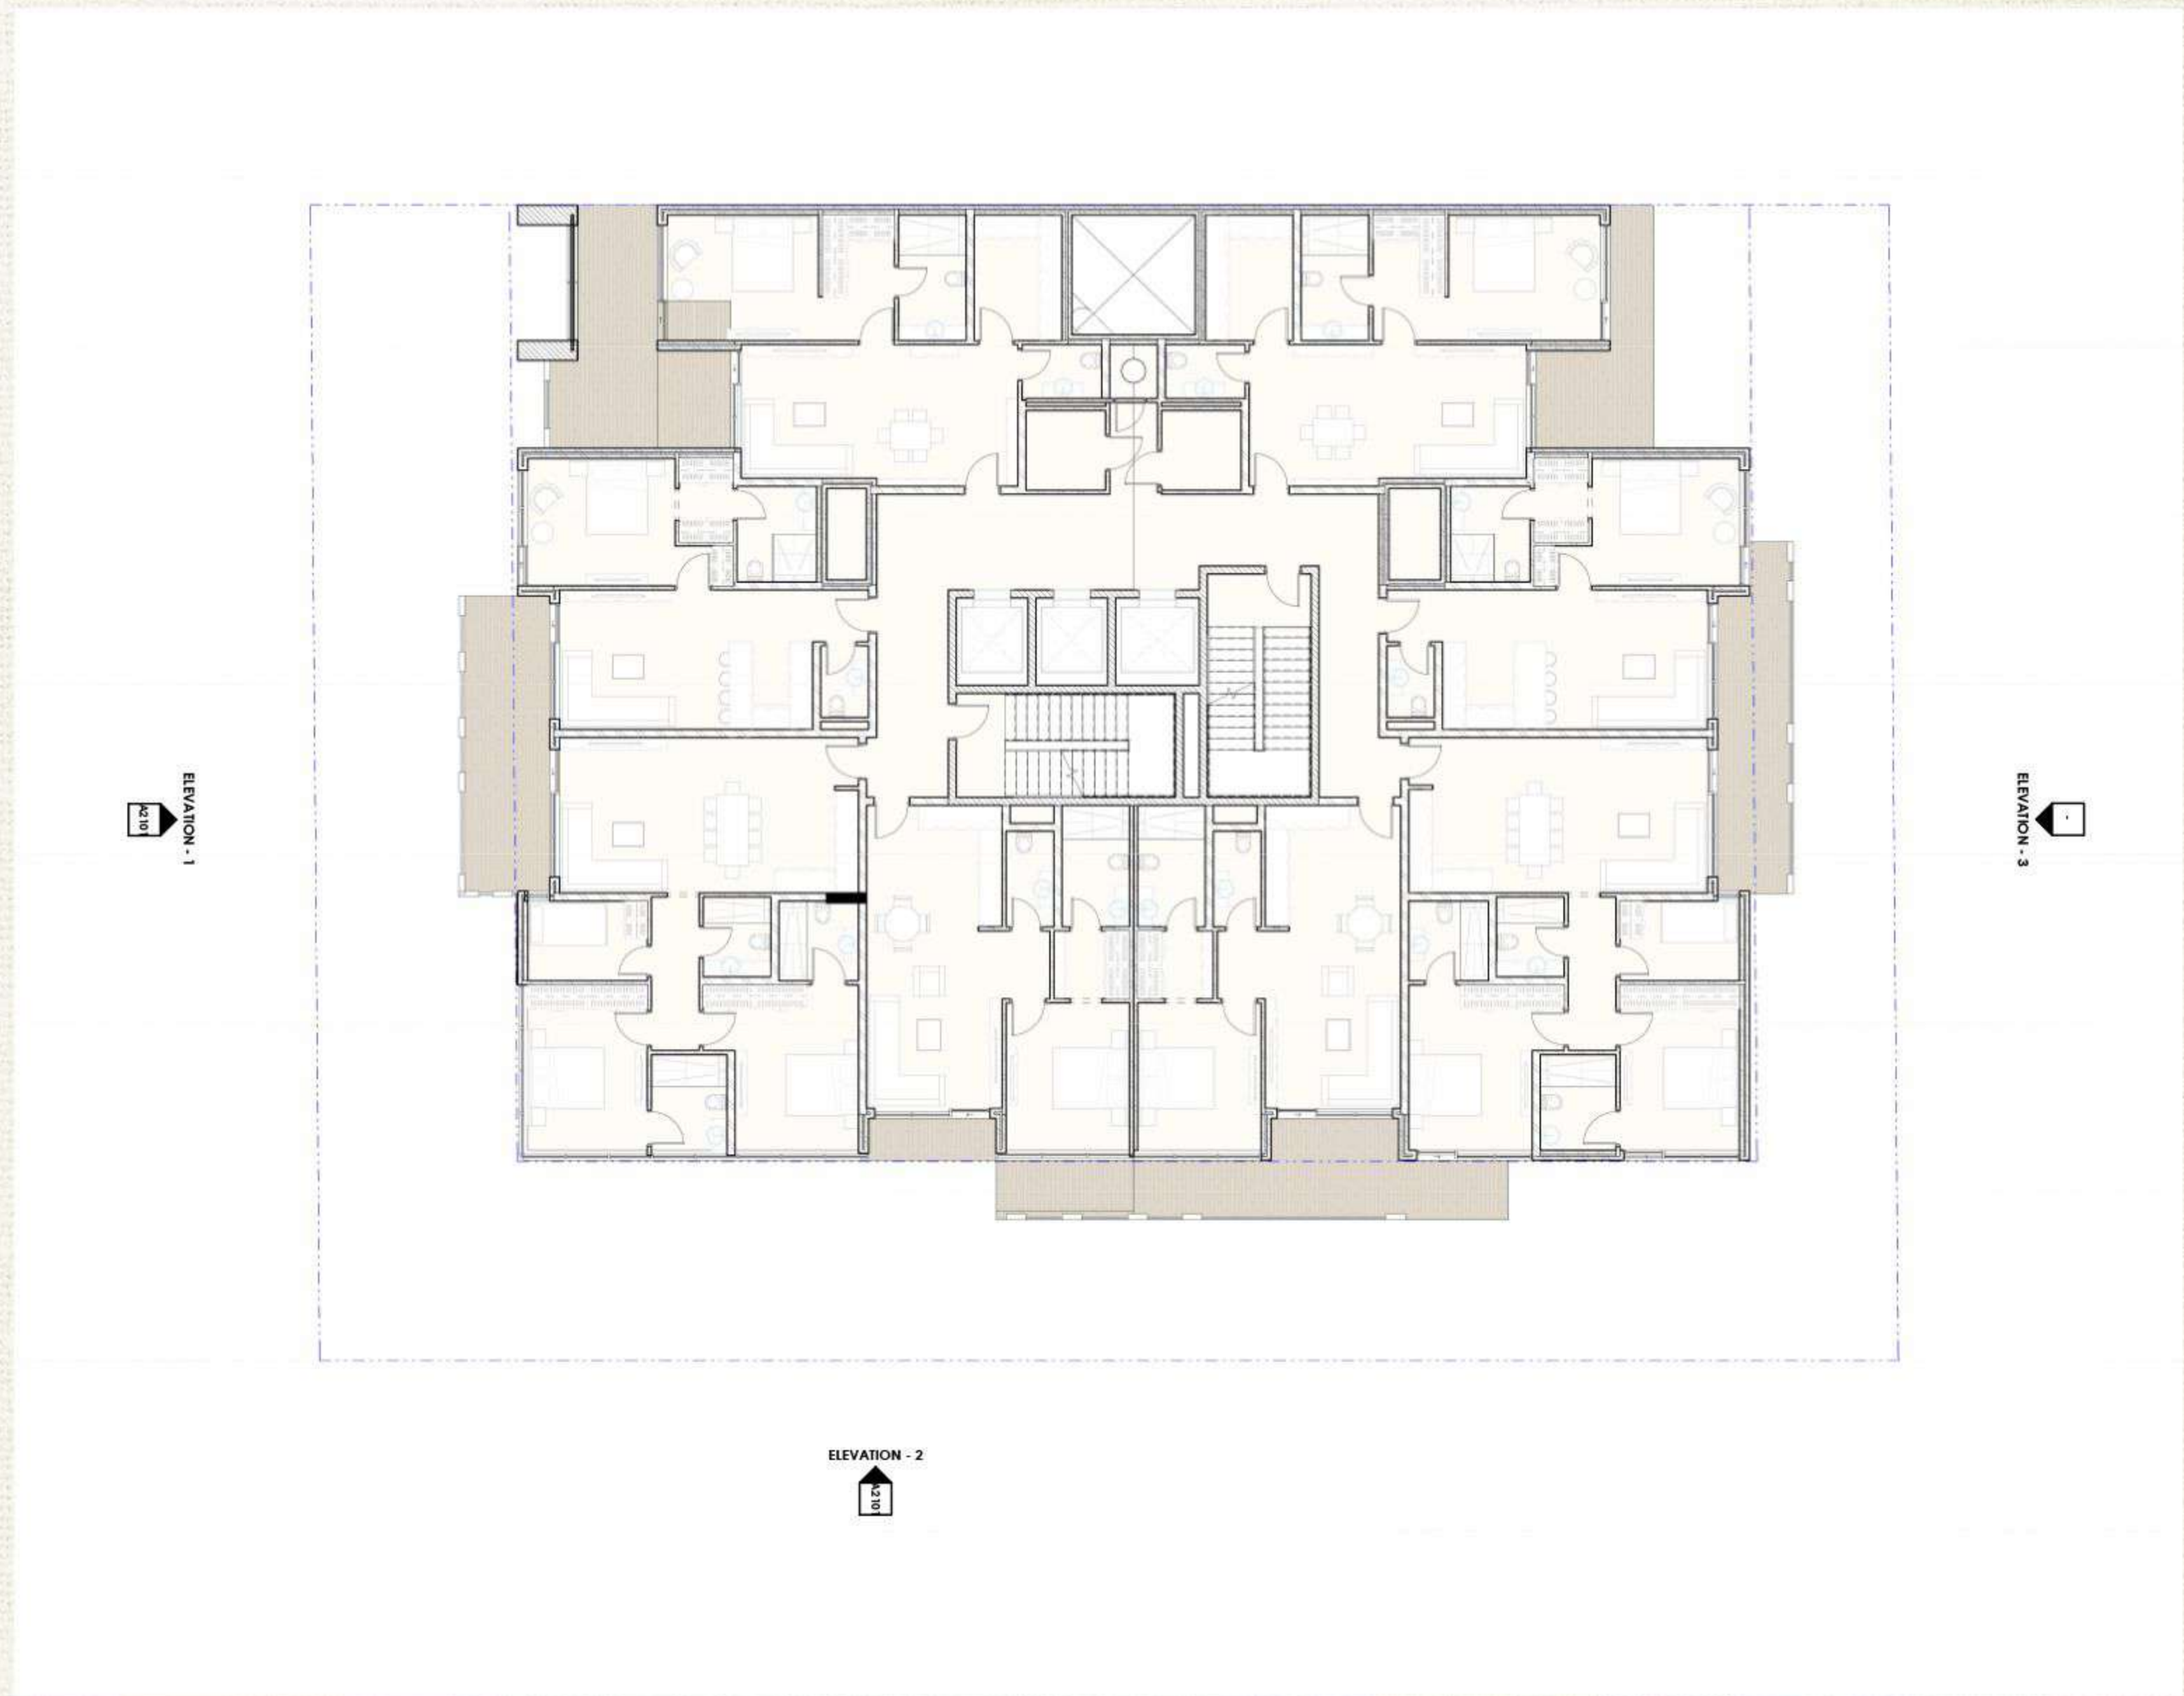 ELEVATION - 1
A2101
ELEVATION - 3
-
ELEVATION - 2
A2101